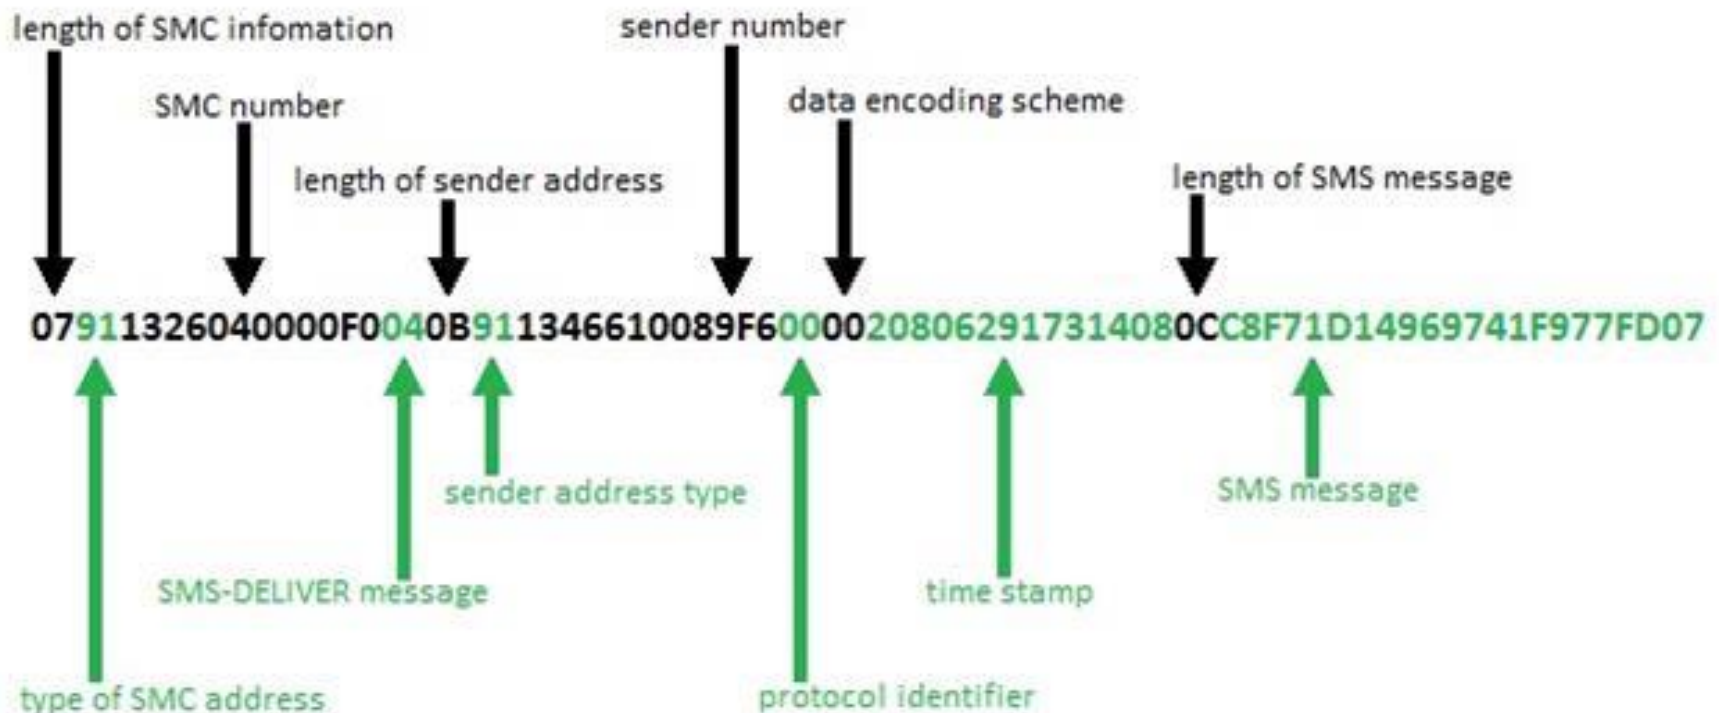 length of SMC infomation
sender number
SMC number
data encoding scheme
length of sender address
length of SMS message
07911326040000F0040B911346610089F60000208062917314080CC8F71D14969741F977FD07
sender address type
SMS message
SMS-DELIVER message
time stamp
type of SMC address
protocol identifier